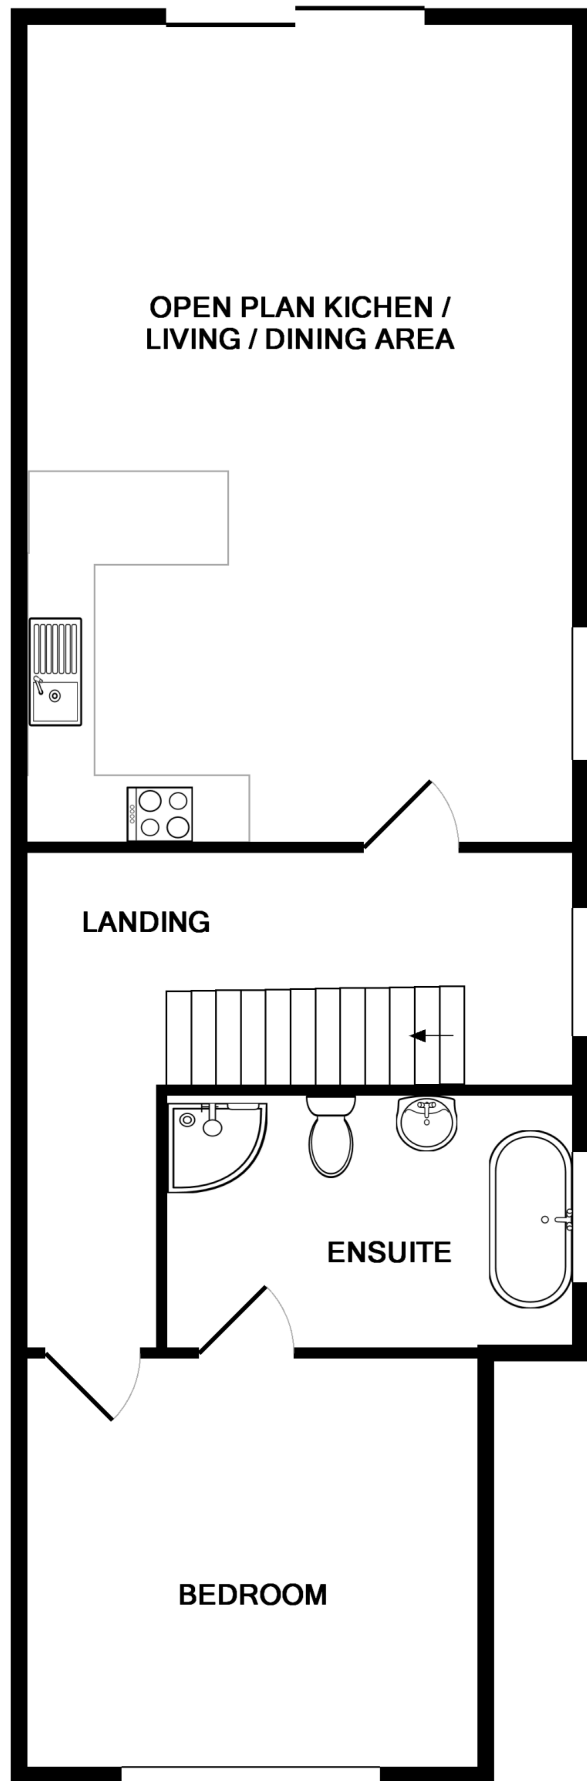 OPEN PLAN KICHEN /
LIVING / DINING AREA
LANDING
ENSUITE
BEDROOM